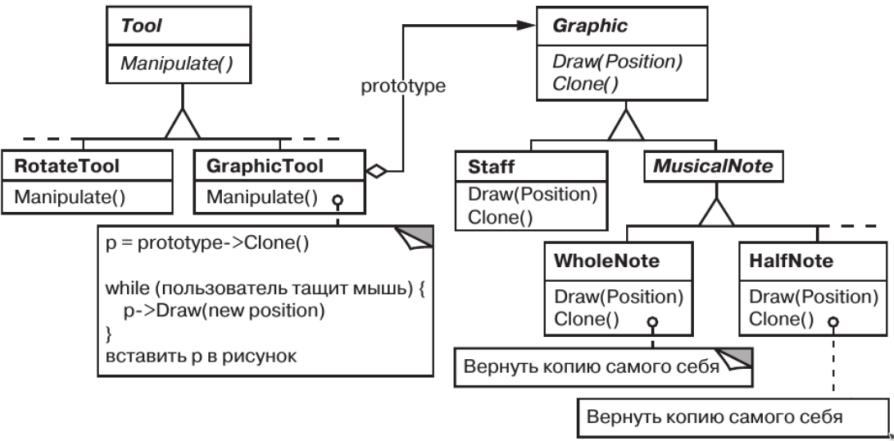 Tool
Manipulate()
Graphic
Draw(Position)
Clone()
prototype
RotateTool
Manipulate()
GraphicTool
Manipulate()
p = prototype->Clone()
while (пользователь тащит мышь) {
p->Draw(new position)
}
вставить p в рисунок
Staff
Draw(Position)
Clone()
MusicalNote
WholeNote
Draw(Position)
Clone()
HalfNote
Draw(Position)
Clone()
Вернуть копию самого себя
Вернуть копию самого себя